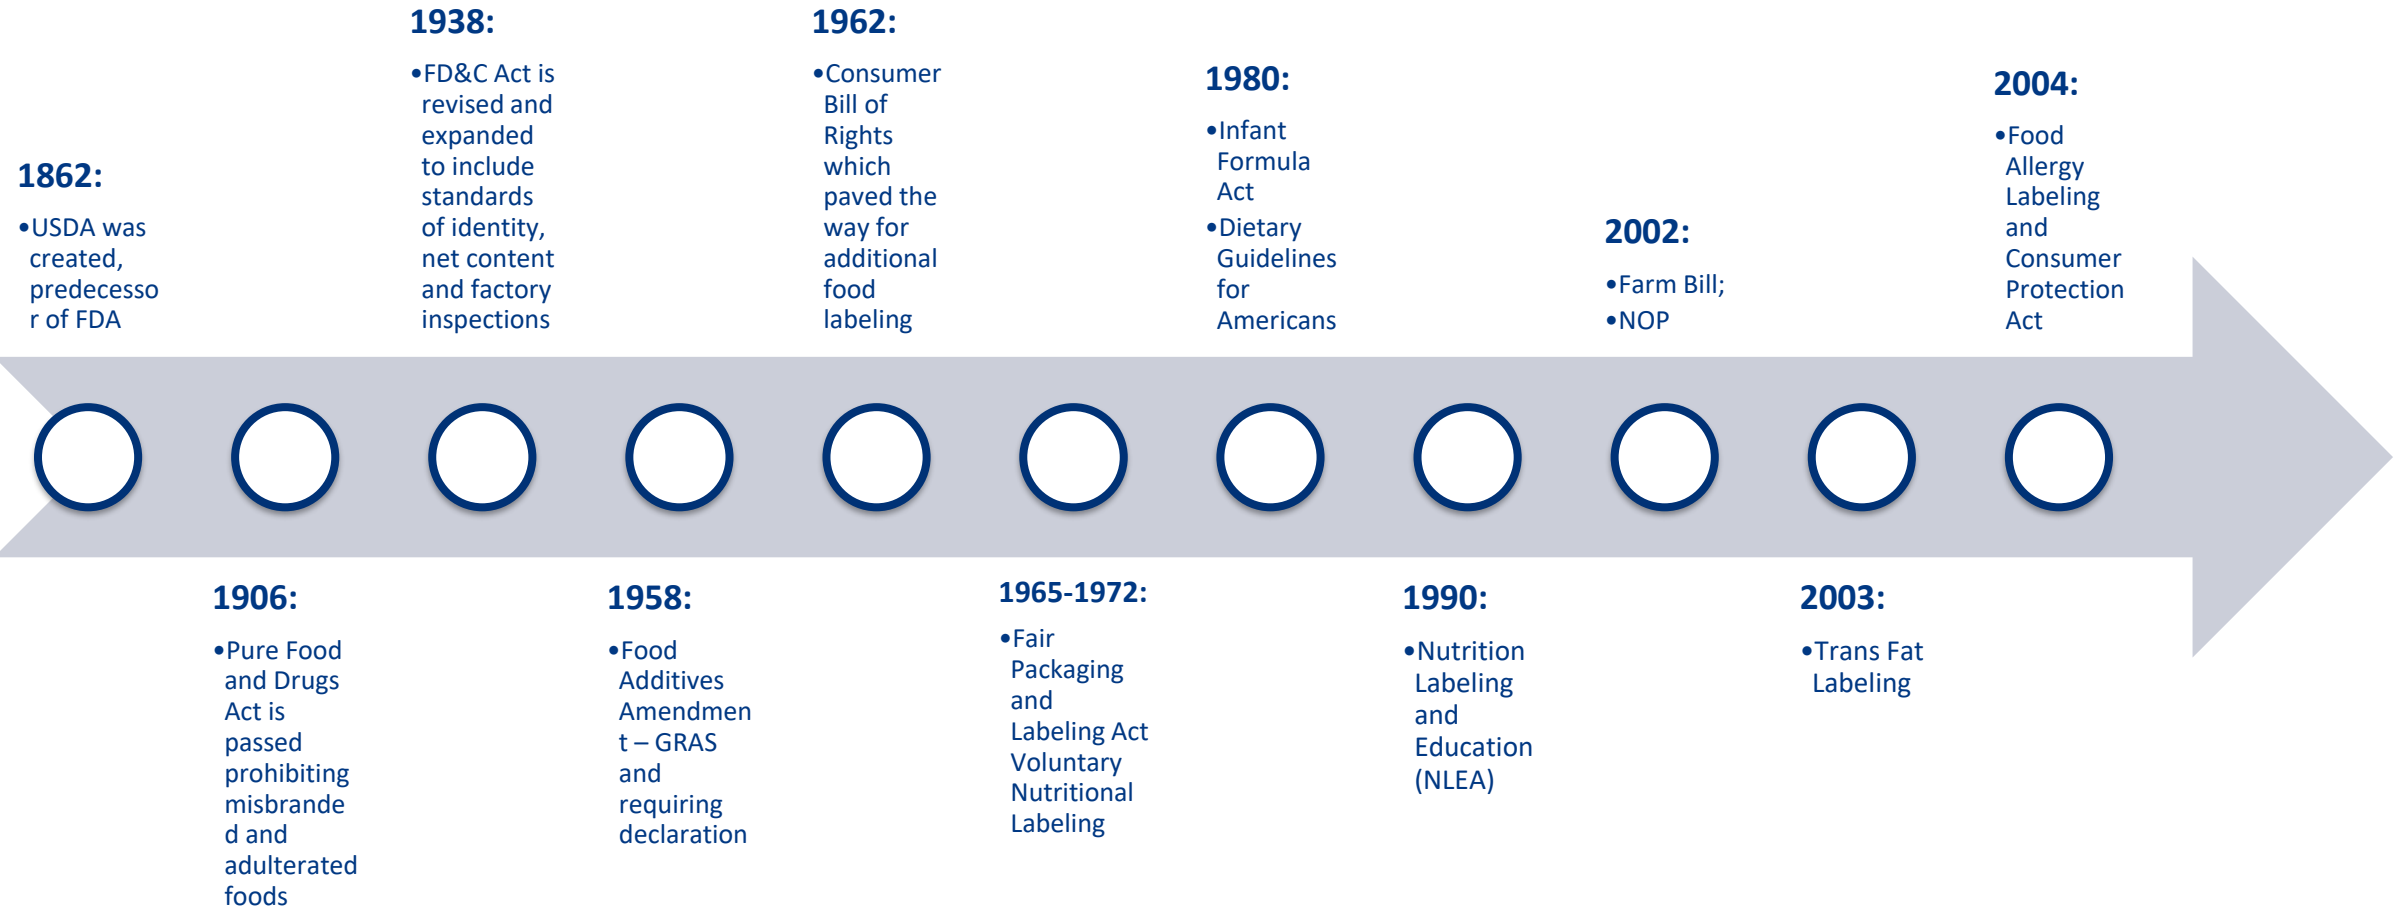 1862:
•USDA was
created,
predecesso
r of FDA
1906:
•Pure Food
and Drugs
Act is
passed
prohibiting
misbrande
d and
adulterated
foods
1938:
•FD&C Act is
revised and
expanded
to include
standards
of identity,
net content
and factory
inspections
1958:
•Food
Additives
Amendmen
t – GRAS
and
requiring
declaration
1962:
•Consumer
Bill of
Rights
which
paved the
way for
additional
food
labeling
1965-1972:
•Fair
Packaging
and
Labeling Act
Voluntary
Nutritional
Labeling
1980:
•Infant
Formula
Act
•Dietary
Guidelines
for
Americans
1990:
•Nutrition
Labeling
and
Education
(NLEA)
2002:
•Farm Bill;
•NOP
2003:
•Trans Fat
Labeling
2004:
•Food
Allergy
Labeling
and
Consumer
Protection
Act